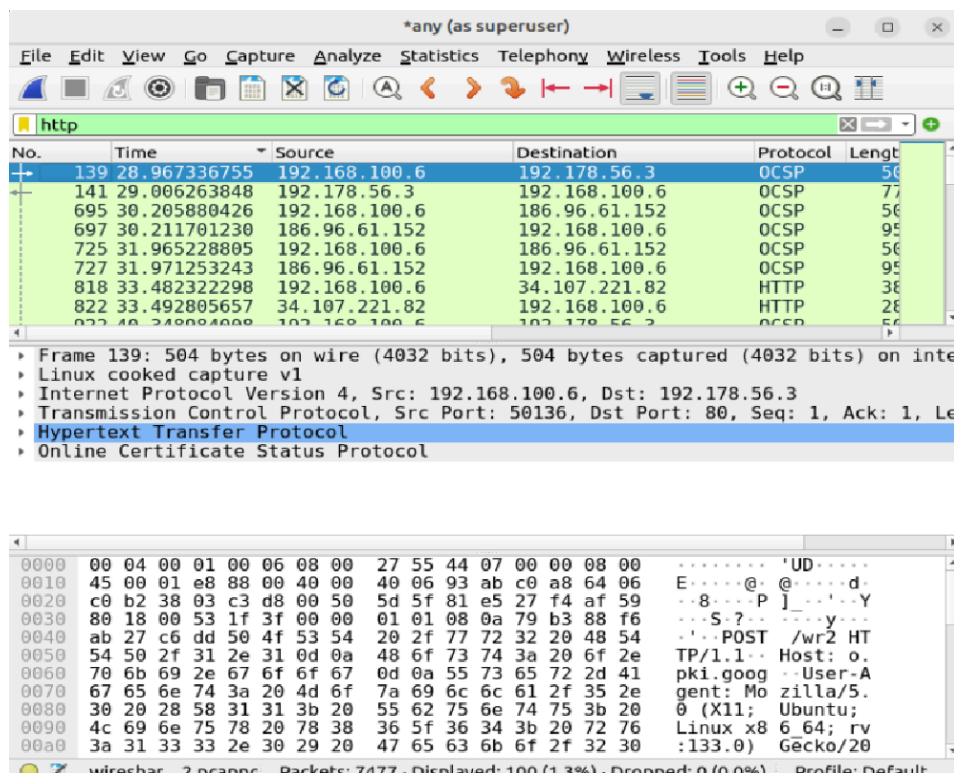 *any (as superuser)
File Edit View Go Capture Analyze Statistics Telephony Wireless Tools Help
http
No. Time Source Destination Protocol Lengt
139 28.967336755 192.168.100.6 192.178.56.3 OCSP 50
141 29.006263848 192.178.56.3 192.168.100.6 OCSP 77
695 30.205880426 192.168.100.6 186.96.61.152 OCSP 50
697 30.211701230 186.96.61.152 192.168.100.6 OCSP 95
725 31.965228805 192.168.100.6 186.96.61.152 OCSP 50
727 31.971253243 186.96.61.152 192.168.100.6 OCSP 95
818 33.482322298 192.168.100.6 34.107.221.82 HTTP 38
822 33.492805657 34.107.221.82 192.168.100.6 HTTP 28
Frame 139: 504 bytes on wire (4032 bits), 504 bytes captured (4032 bits) on inte
Linux cooked capture v1
Internet Protocol Version 4, Src: 192.168.100.6, Dst: 192.178.56.3
Transmission Control Protocol, Src Port: 50136, Dst Port: 80, Seq: 1, Ack: 1, Le
Hypertext Transfer Protocol
Online Certificate Status Protocol
0000 00 04 00 01 00 06 08 00 27 55 44 07 00 00 08 00 ········ 'UD·····
0010 45 00 01 e8 88 00 40 00 40 06 93 ab c0 a8 64 06 E·····@· @·····d·
0020 c0 b2 38 03 c3 d8 00 50 5d 5f 81 e5 27 f4 af 59 ··8····P ]_··'··Y
0030 80 18 00 53 1f 3f 00 00 01 01 08 0a 79 b3 88 f6 ···S·?·· ····y···
0040 ab 27 c6 dd 50 4f 53 54 20 2f 77 72 32 20 48 54 ·'··POST /wr2 HT
0050 54 50 2f 31 2e 31 0d 0a 48 6f 73 74 3a 20 6f 2e TP/1.1·· Host: o.
0060 70 6b 69 2e 67 6f 6f 67 0d 0a 55 73 65 72 2d 41 pki.goog ··User-A
0070 67 65 6e 74 3a 20 4d 6f 7a 69 6c 6c 61 2f 35 2e gent: Mo zilla/5.
0080 30 20 28 58 31 31 3b 20 55 62 75 6e 74 75 3b 20 0 (X11; Ubuntu;
0090 4c 69 6e 75 78 20 78 38 36 5f 36 34 3b 20 72 76 Linux x8 6_64; rv
00a0 3a 31 33 33 2e 30 29 20 47 65 63 6b 6f 2f 32 30 :133.0) Gecko/20
Packets: 7477 · Displayed: 100 (1.3%) · Dropped: 0 (0.0%) Profile: Default